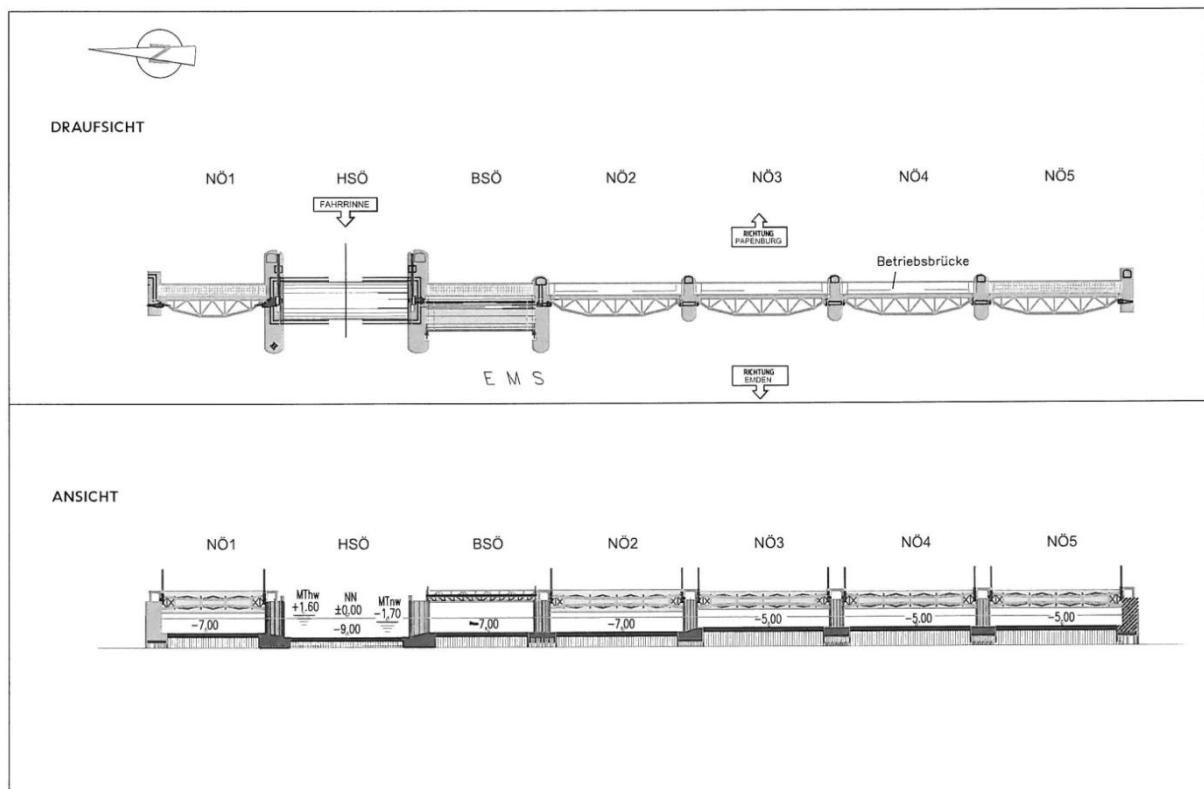 DRAUFSICHT
NÖ1 HSÖ BSÖ NÖ2 NÖ3 NÖ4 NÖ5
FAHRRINNE
RICHTUNG
PAPENBURG
Betriebsbrücke
E M S
RICHTUNG
EMDEN
ANSICHT
NÖ1 HSÖ BSÖ NÖ2 NÖ3 NÖ4 NÖ5
MThw NN MTnw
+1.60 ±0,00 -1,70
-7,00 -9,00 -7,00 -7,00 -5,00 -5,00 -5,00